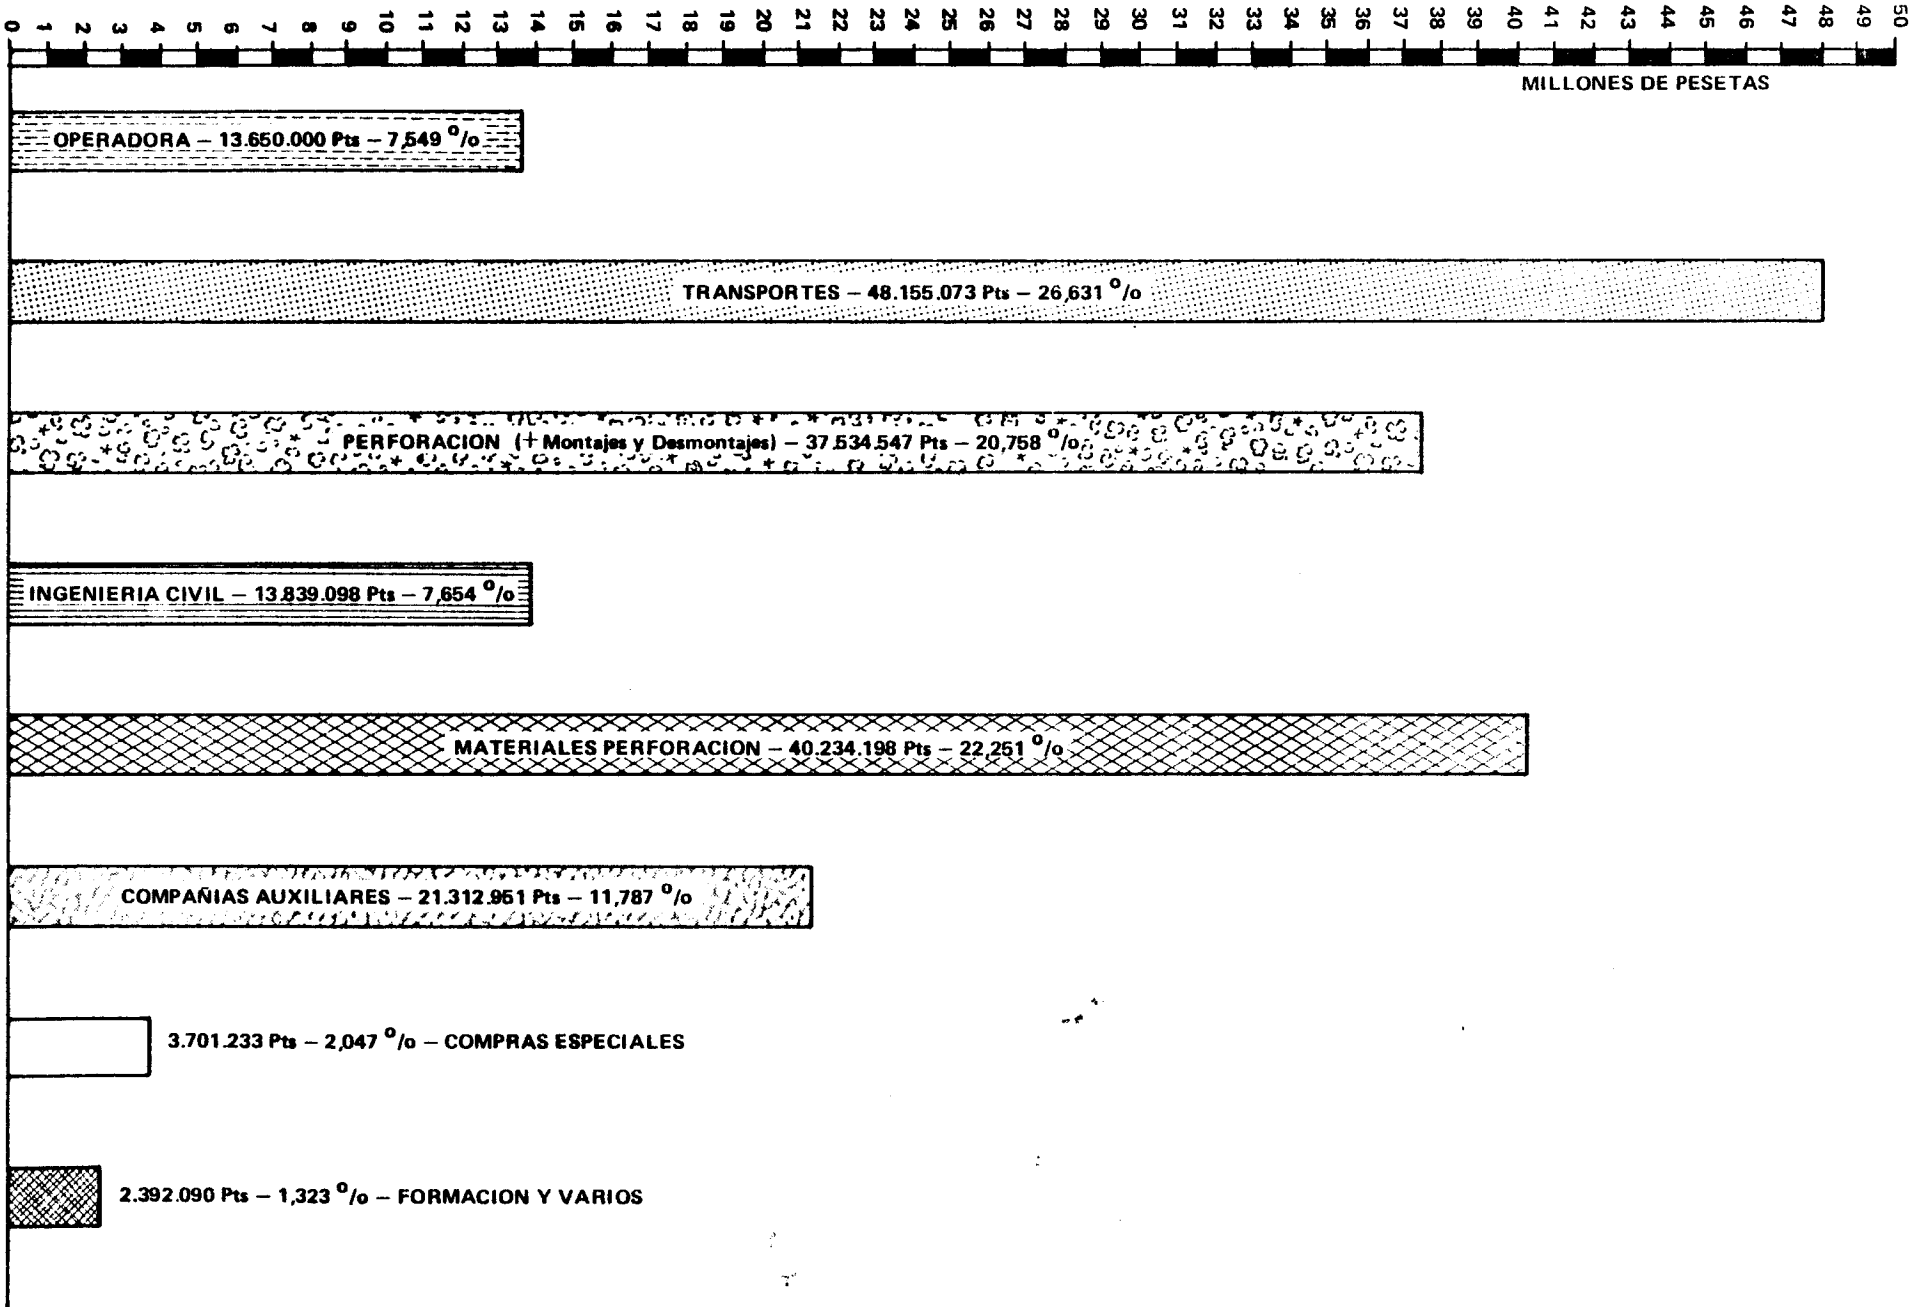 0 1 2 3 4 5 6 7 8 9 10 11 12 13 14 15 16 17 18 19 20 21 22 23 24 25 26 27 28 29 30 31 32 33 34 35 36 37 38 39 40 41 42 43 44 45 46 47 48 49 50
MILLONES DE PESETAS
OPERADORA – 13.650.000 Pts – 7,549 º/o
TRANSPORTES – 48.155.073 Pts – 26,631 º/o
PERFORACION (+ Montajes y Desmontajes) – 37.534.547 Pts – 20,758 º/o
INGENIERIA CIVIL – 13.839.098 Pts – 7,654 º/o
MATERIALES PERFORACION – 40.234.198 Pts – 22,251 º/o
COMPAÑIAS AUXILIARES – 21.312.951 Pts – 11,787 º/o
3.701.233 Pts – 2,047 º/o – COMPRAS ESPECIALES
2.392.090 Pts – 1,323 º/o – FORMACION Y VARIOS